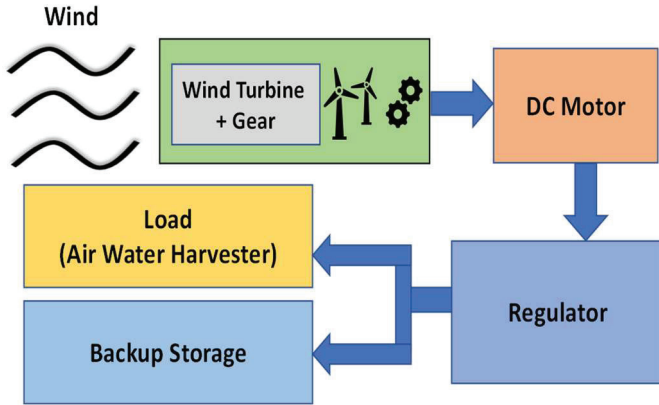 Wind
Wind Turbine
+ Gear
DC Motor
Load
(Air Water Harvester)
Regulator
Backup Storage